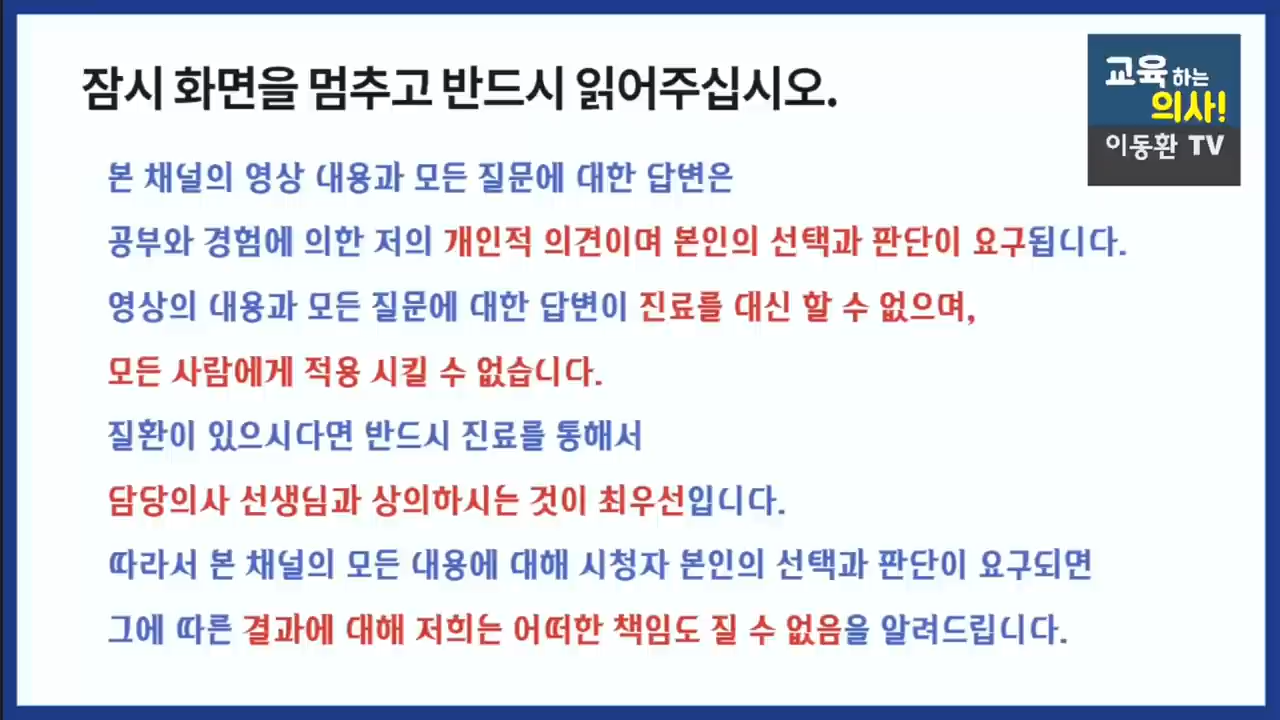 잠시 화면을 멈추고 반드시 읽어주십시오.
교육 하는
의사!
이동환 TV
본 채널의 영상 내용과 모든 질문에 대한 답변은
공부와 경험에 의한 저의 개인적 의견이며 본인의 선택과 판단이 요구됩니다.
영상의 내용과 모든 질문에 대한 답변이 진료를 대신 할 수 없으며,
모든 사람에게 적용 시킬 수 없습니다.
질환이 있으시다면 반드시 진료를 통해서
담당의사 선생님과 상의하시는 것이 최우선입니다.
따라서 본 채널의 모든 내용에 대해 시청자 본인의 선택과 판단이 요구되면
그에 따른 결과에 대해 저희는 어떠한 책임도 질 수 없음을 알려드립니다.